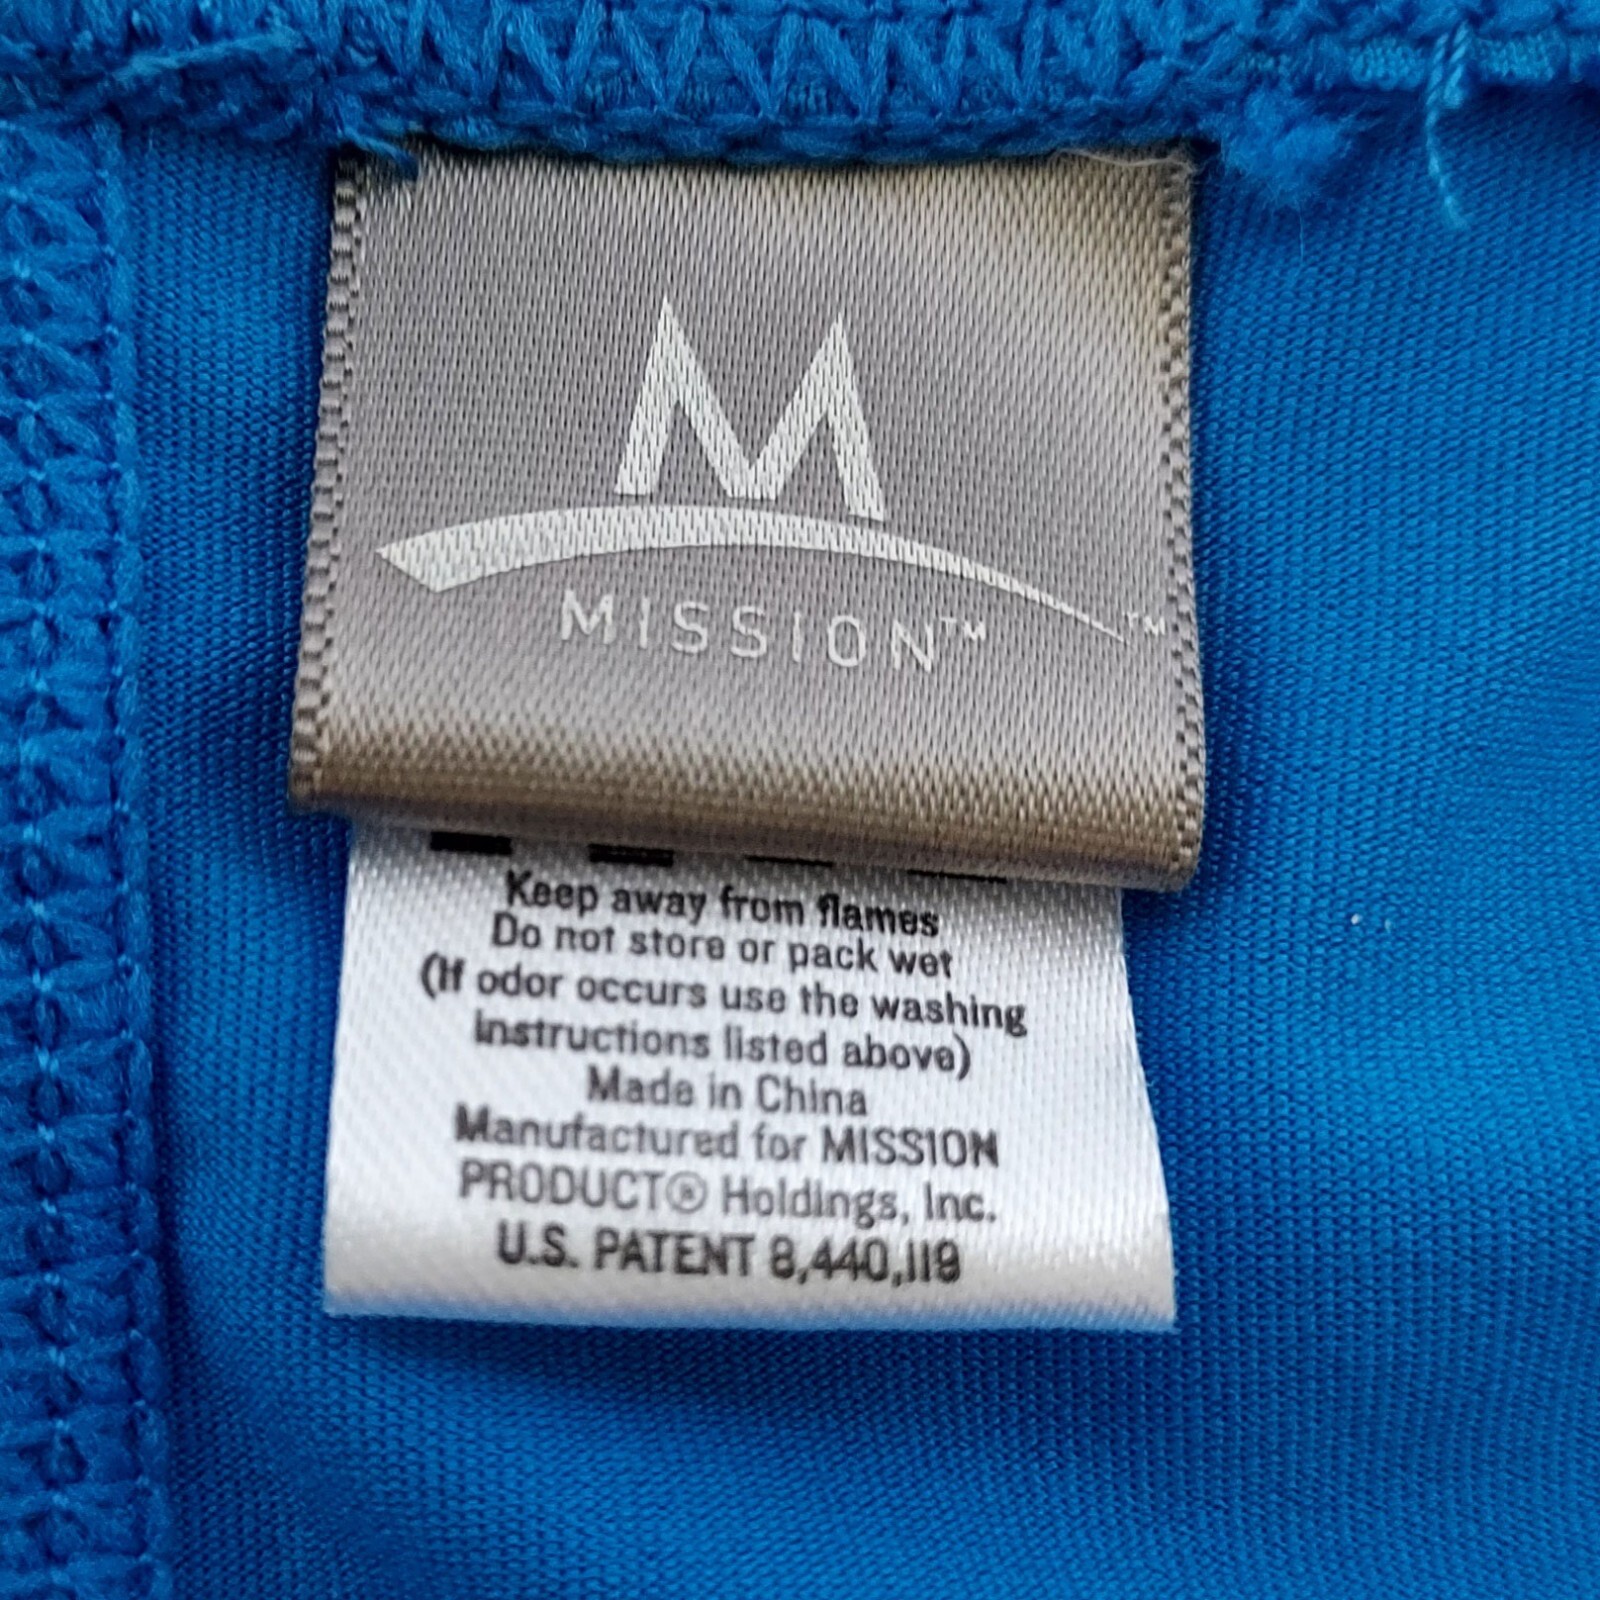 M
MISSION™ ™
Keep away from flames
Do not store or pack wet
(If odor occurs use the washing
instructions listed above)
Made in China
Manufactured for MISSION
PRODUCT® Holdings, Inc.
U.S. PATENT 8,440,119